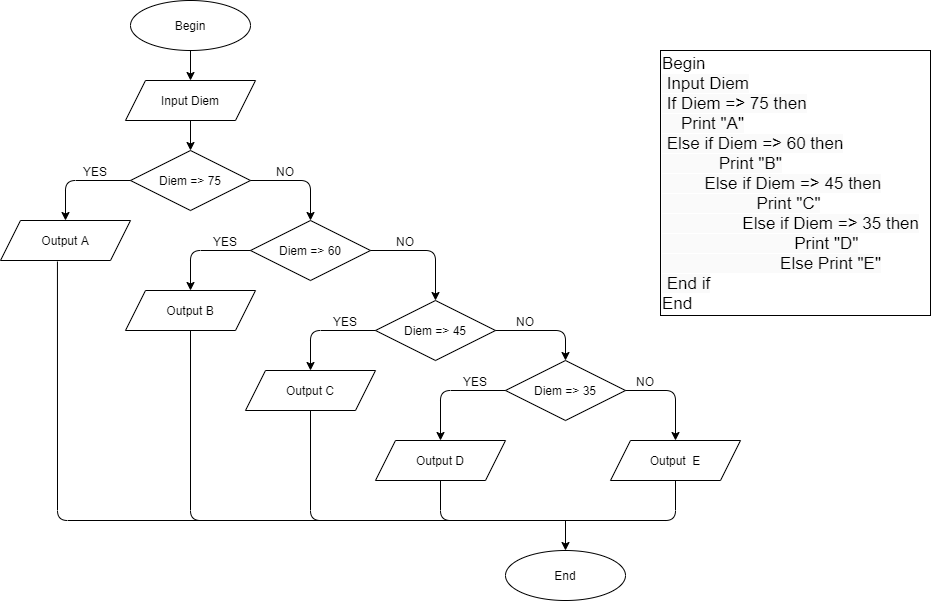 Begin
Input Diem
Diem => 75
YES
NO
Output A
Diem => 60
YES
NO
Output B
Diem => 45
YES
NO
Output C
Diem => 35
YES
NO
Output D
Output  E
End
Begin
Input Diem
If Diem => 75 then
Print "A"
Else if Diem => 60 then
Print "B"
Else if Diem => 45 then
Print "C"
Else if Diem => 35 then
Print "D"
Else Print "E"
End if
End